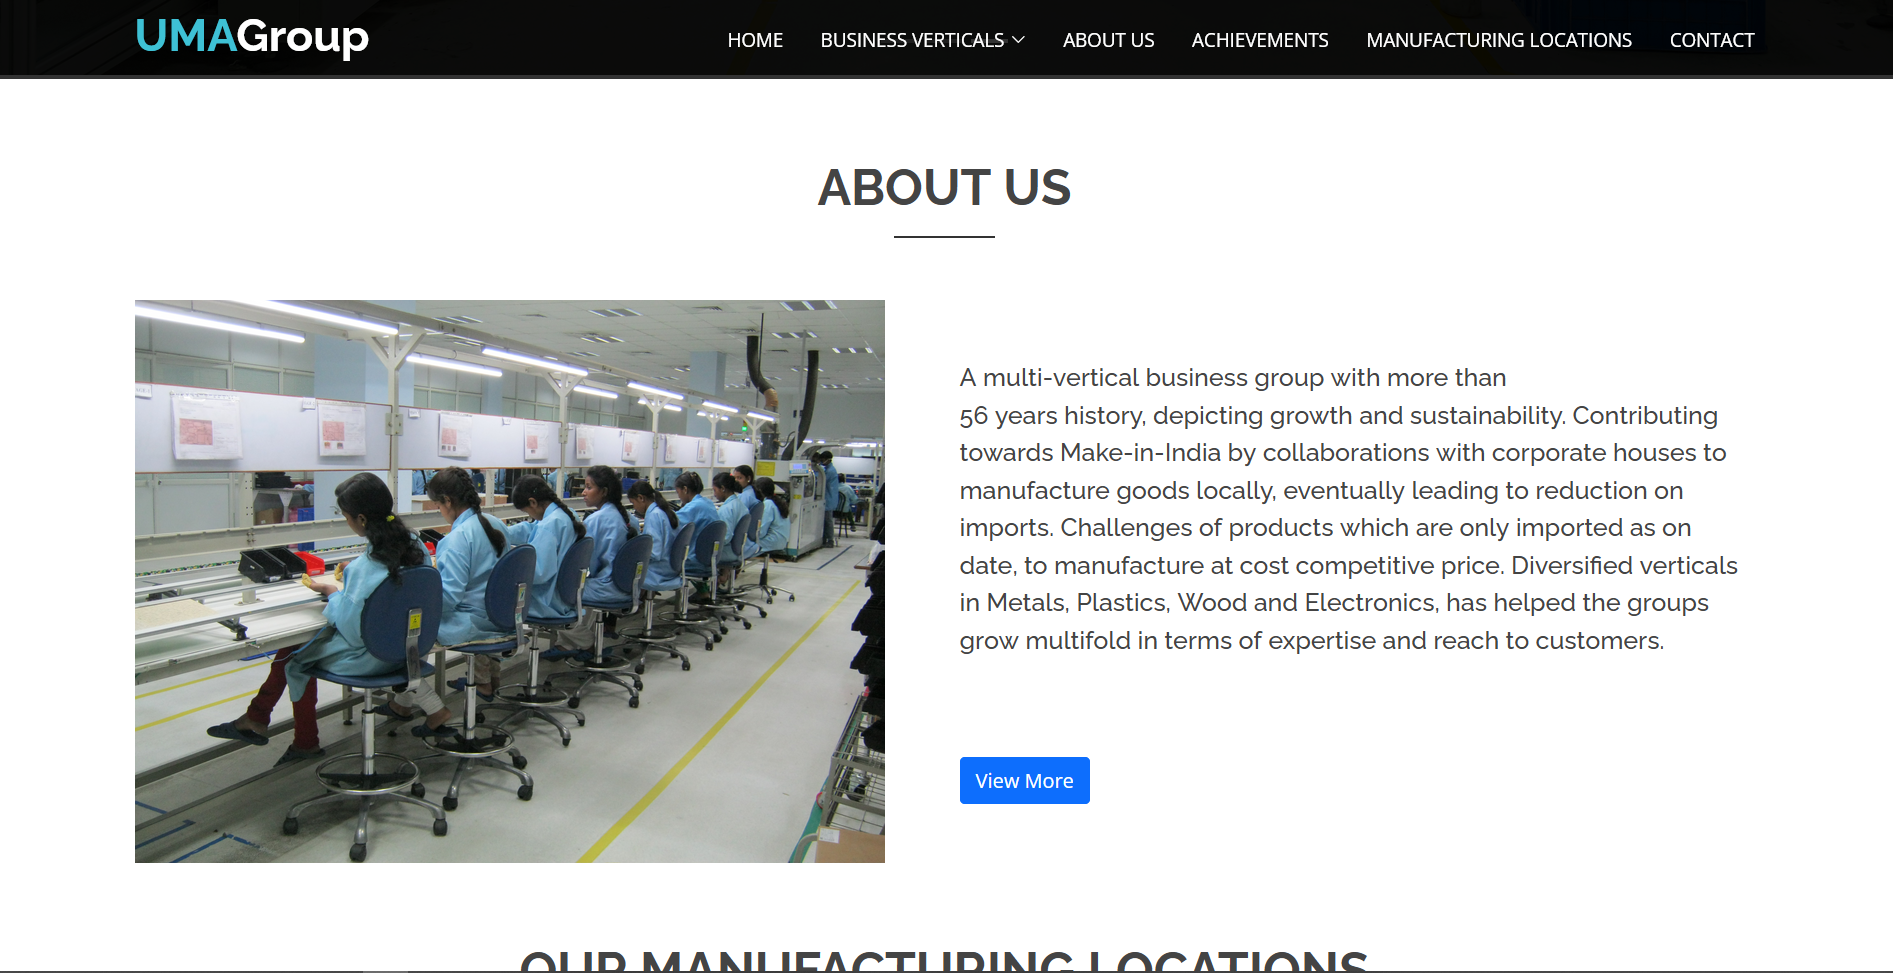 UMAGroup
HOME
BUSINESS VERTICALS
ABOUT US
ACHIEVEMENTS
MANUFACTURING LOCATIONS
CONTACT
ABOUT US
A multi-vertical business group with more than
56 years history, depicting growth and sustainability. Contributing
towards Make-in-India by collaborations with corporate houses to
manufacture goods locally, eventually leading to reduction on
imports. Challenges of products which are only imported as on
date, to manufacture at cost competitive price. Diversified verticals
in Metals, Plastics, Wood and Electronics, has helped the groups
grow multifold in terms of expertise and reach to customers.
View More
OUR MANUFACTURING LOCATIONS